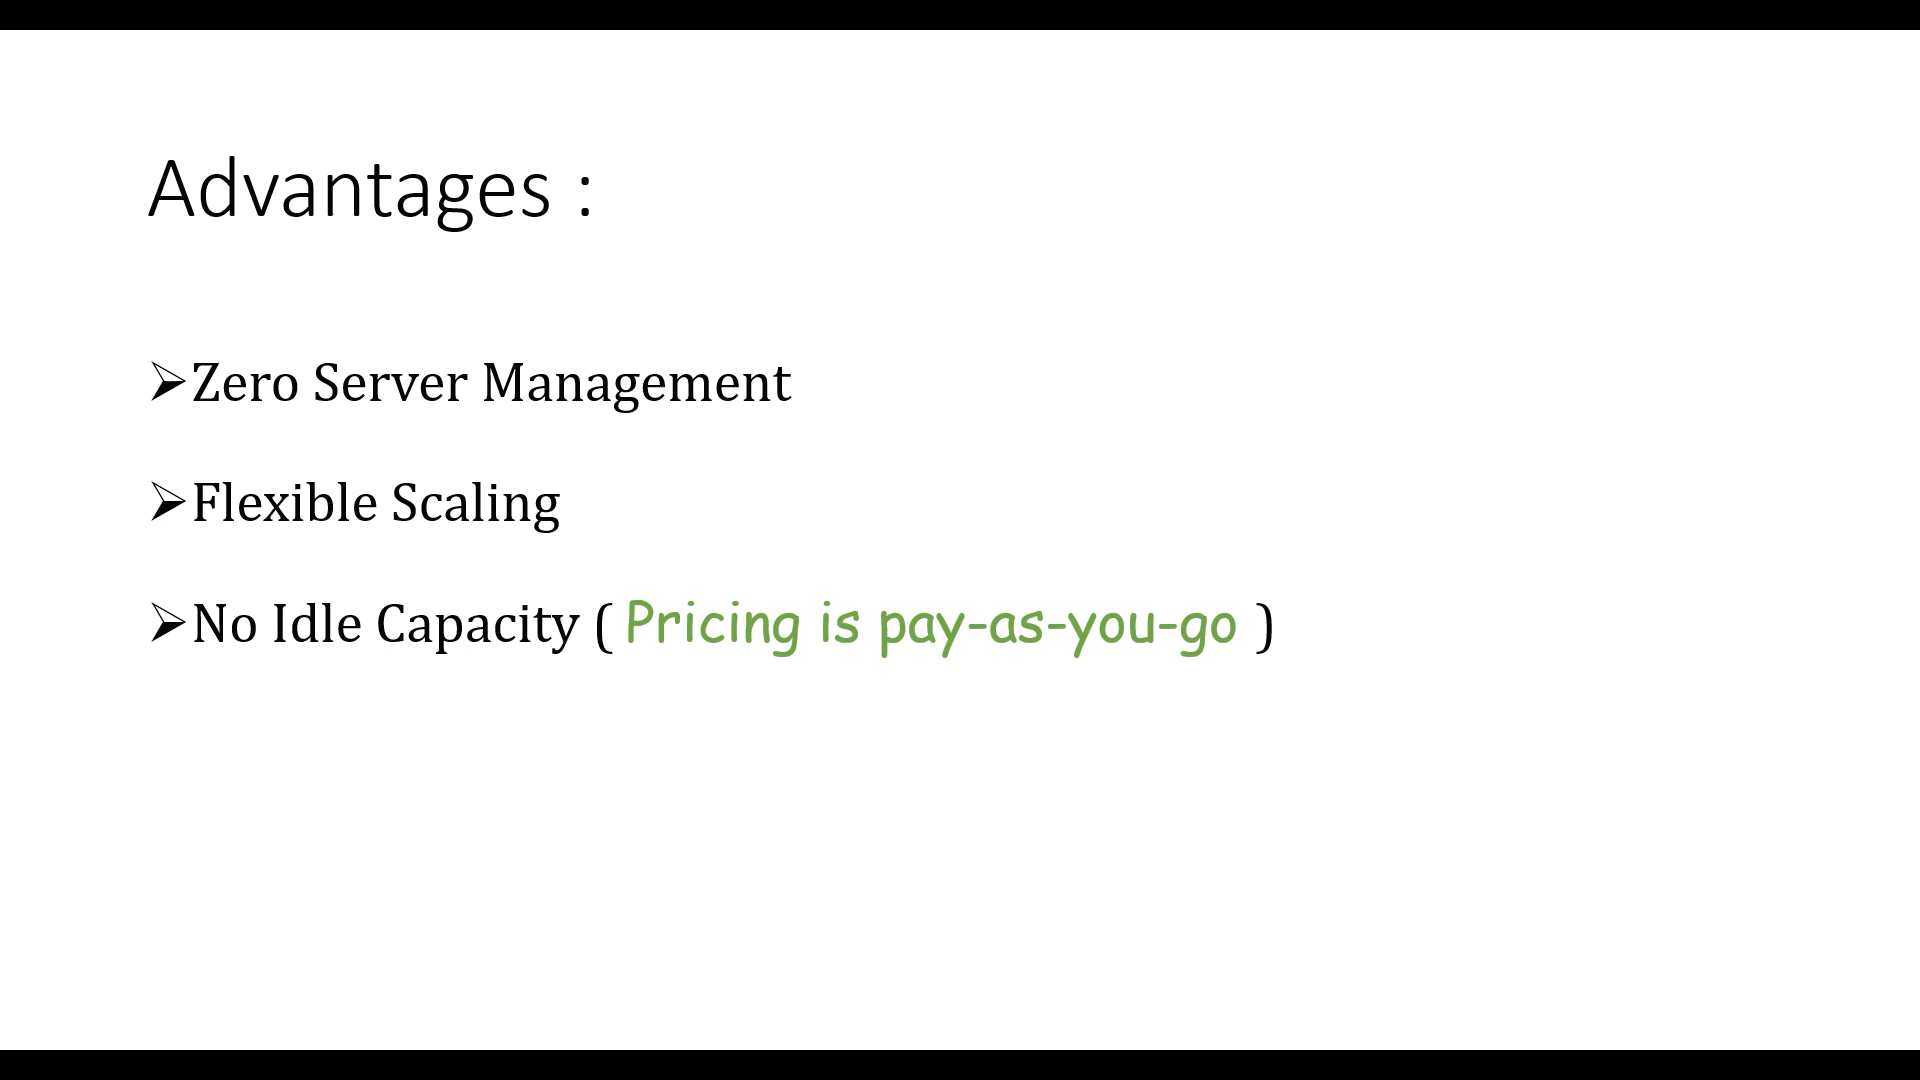 Advantages :
➢Zero Server Management
➢Flexible Scaling
➢No Idle Capacity ( Pricing is pay-as-you-go )